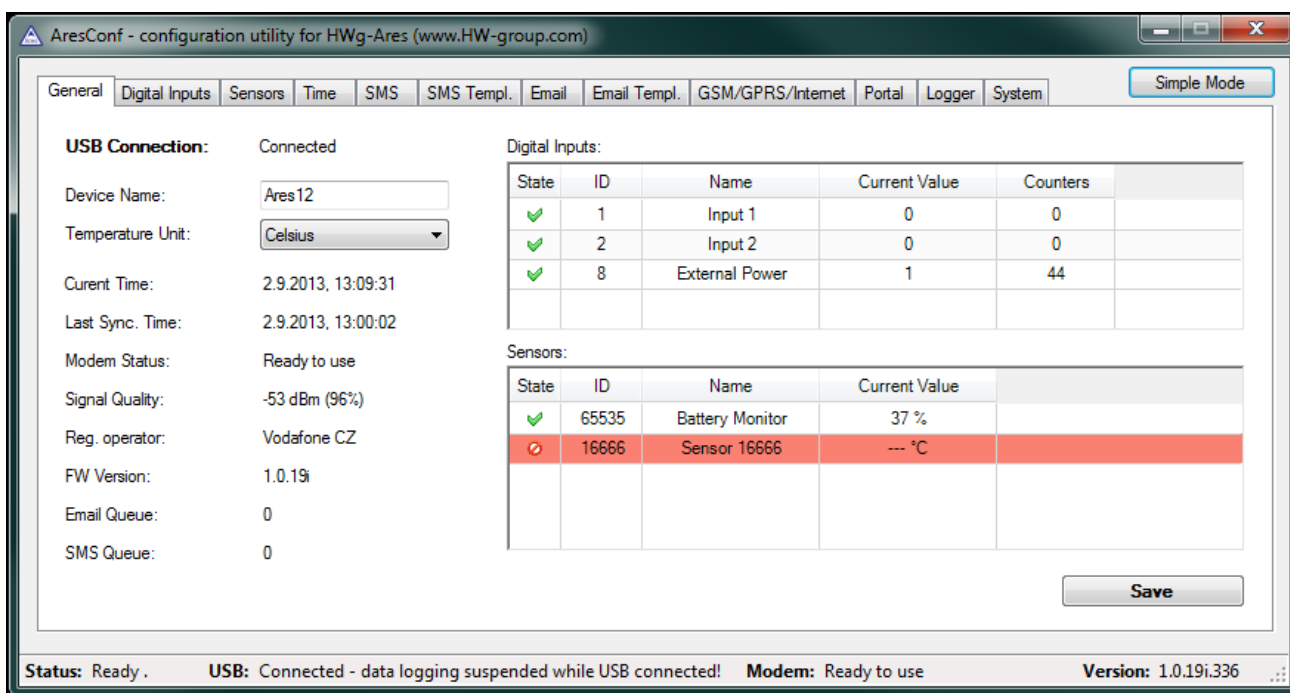 AresConf - configuration utility for HWg-Ares (www.HW-group.com)
General Digital Inputs Sensors Time SMS SMS Templ. Email Email Templ. GSM/GPRS/Internet Portal Logger System Simple Mode
USB Connection: Connected
Device Name: Ares12
Temperature Unit: Celsius
Curent Time: 2.9.2013, 13:09:31
Last Sync. Time: 2.9.2013, 13:00:02
Modem Status: Ready to use
Signal Quality: -53 dBm (96%)
Reg. operator: Vodafone CZ
FW Version: 1.0.19i
Email Queue: 0
SMS Queue: 0
Digital Inputs:
State ID Name Current Value Counters
1 Input 1 0 0
2 Input 2 0 0
8 External Power 1 44
Sensors:
State ID Name Current Value
65535 Battery Monitor 37 %
16666 Sensor 16666 --- °C
Save
Status: Ready . USB: Connected - data logging suspended while USB connected! Modem: Ready to use Version: 1.0.19i.336